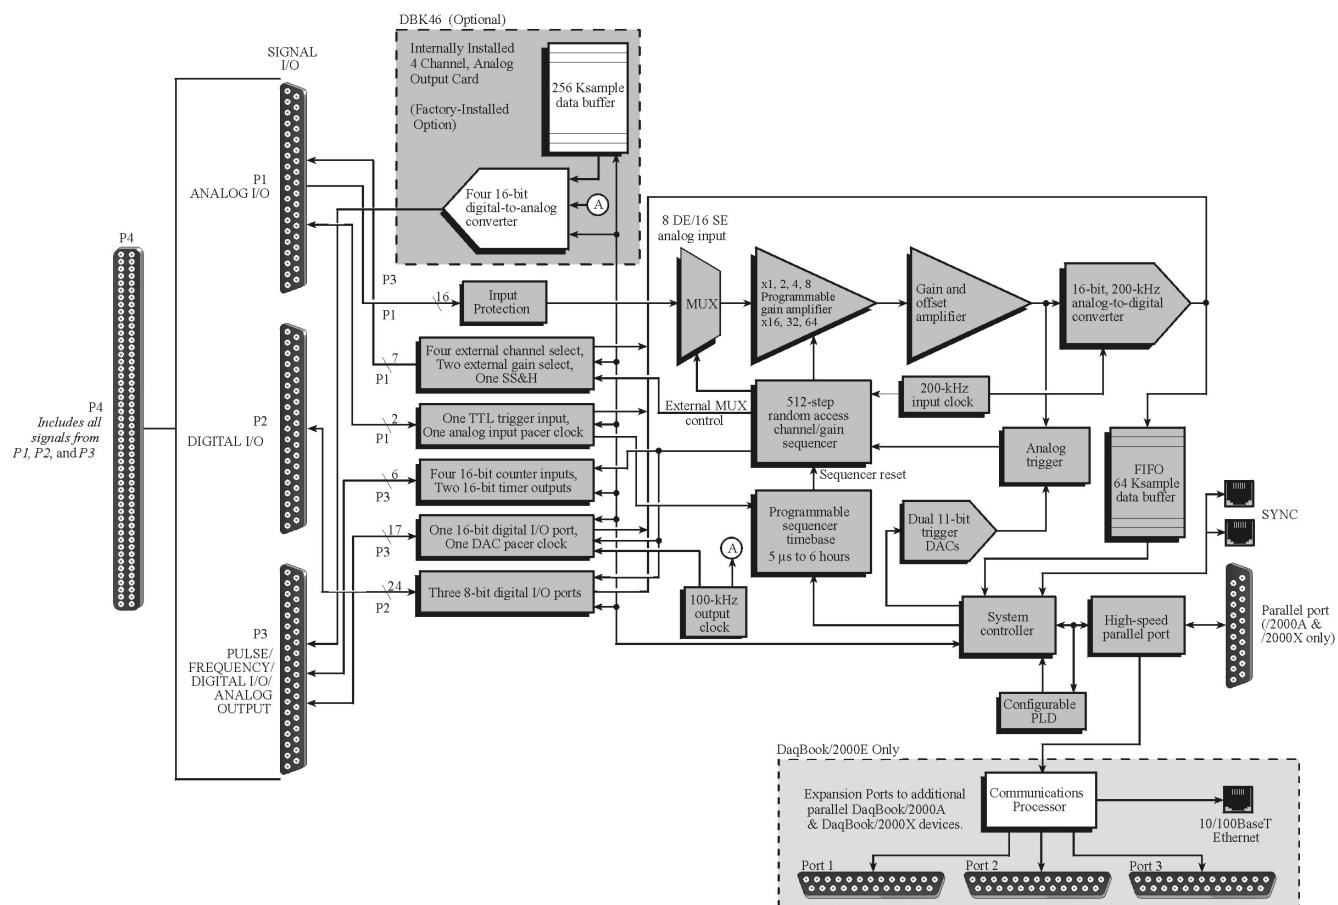 DBK46 (Optional)
Internally Installed
4 Channel, Analog
Output Card
(Factory-Installed
Option)
256 Ksample
data buffer
Four 16-bit
digital-to-analog
converter
A
SIGNAL
I/O
P1
ANALOG I/O
P4
P4
Includes all
signals from
P1, P2, and P3
P2
DIGITAL I/O
P3
PULSE/
FREQUENCY/
DIGITAL I/O/
ANALOG
OUTPUT
P3
16
P1
Input
Protection
8 DE/16 SE
analog input
MUX
x1, 2, 4, 8
Programmable
gain amplifier
x16, 32, 64
Gain and
offset
amplifier
16-bit, 200-kHz
analog-to-digital
converter
7
P1
Four external channel select,
Two external gain select,
One SS&H
2
P1
One TTL trigger input,
One analog input pacer clock
6
P3
Four 16-bit counter inputs,
Two 16-bit timer outputs
17
P3
One 16-bit digital I/O port,
One DAC pacer clock
24
P2
Three 8-bit digital I/O ports
External MUX
control
512-step
random access
channel/gain
sequencer
200-kHz
input clock
Sequencer reset
Analog
trigger
FIFO
64 Ksample
data buffer
SYNC
Programmable
sequencer
timebase
5 µs to 6 hours
Dual 11-bit
trigger
DACs
A
100-kHz
output
clock
System
controller
High-speed
parallel port
Parallel port
(/2000A &
/2000X only)
Configurable
PLD
DaqBook/2000E Only
Expansion Ports to additional
parallel DaqBook/2000A
& DaqBook/2000X devices.
Communications
Processor
10/100BaseT
Ethernet
Port 1
Port 2
Port 3